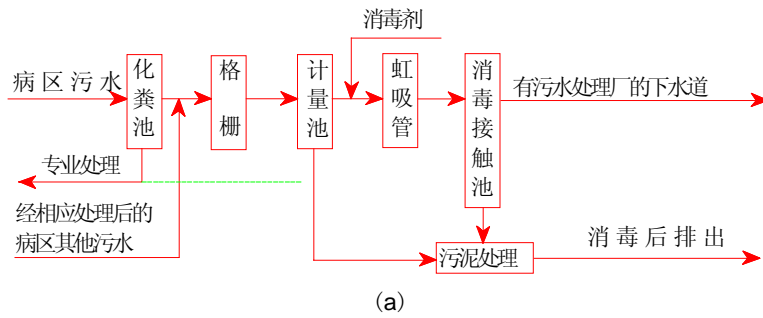 消毒剂
病区污水
化粪池
格栅
计量池
虹吸管
消毒接触池
有污水处理厂的下水道
专业处理
经相应处理后的
病区其他污水
污泥处理
消毒后排出
(a)